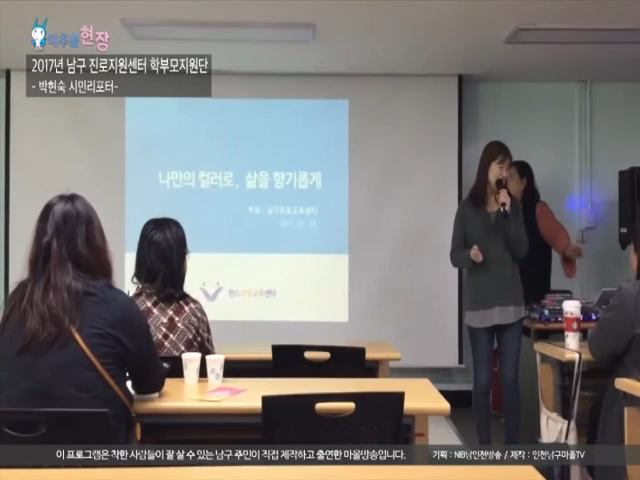 미추홀현장
2017년 남구 진로지원센터 학부모지원단
- 박현숙 시민리포터-
나만의 컬러로, 삶을 향기롭게
주최 : 남구진로교육센터
이 프로그램은 착한 사람들이 잘 살 수 있는 남구 주민이 직접 제작하고 출연한 마을방송입니다.
기획 : NIB남인천방송 / 제작 : 인천남구마을TV